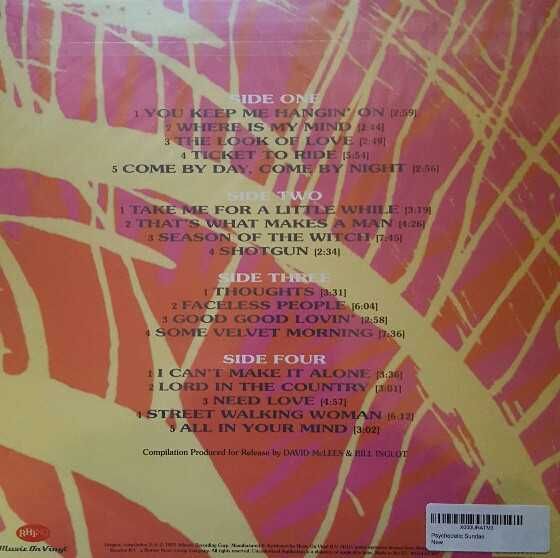 SIDE ONE
1 YOU KEEP ME HANGIN' ON [2:59]
2 WHERE IS MY MIND [2:44]
3 THE LOOK OF LOVE [2:49]
4 TICKET TO RIDE [5:54]
5 COME BY DAY, COME BY NIGHT [2:56]
SIDE TWO
1 TAKE ME FOR A LITTLE WHILE [3:19]
2 THAT'S WHAT MAKES A MAN [4:26]
3 SEASON OF THE WITCH [7:45]
4 SHOTGUN [2:34]
SIDE THREE
1 THOUGHTS [3:31]
2 FACELESS PEOPLE [6:04]
3 GOOD GOOD LOVIN' [2:58]
4 SOME VELVET MORNING [7:36]
SIDE FOUR
1 I CAN'T MAKE IT ALONE [3:36]
2 LORD IN THE COUNTRY [3:01]
3 NEED LOVE [4:57]
4 STREET WALKING WOMAN [6:12]
5 ALL IN YOUR MIND [3:02]
Compilation Produced for Release by DAVID McLEES & BILL INGLOT
Music On Vinyl
Psychedelic Sundae
New